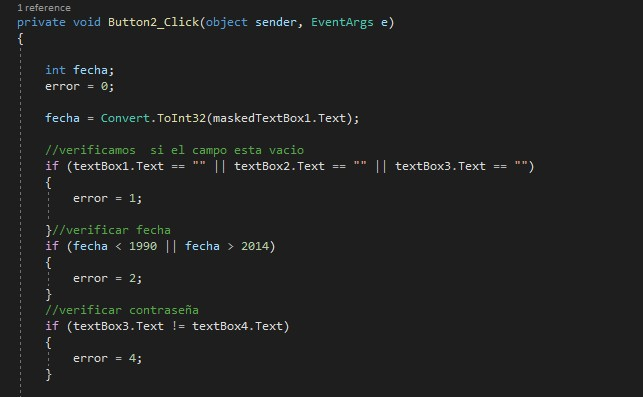 1 reference
private void Button2_Click(object sender, EventArgs e)
{
int fecha;
error = 0;
fecha = Convert.ToInt32(maskedTextBox1.Text);
//verificamos  si el campo esta vacio
if (textBox1.Text == "" || textBox2.Text == "" || textBox3.Text == "")
{
error = 1;
}//verificar fecha
if (fecha < 1990 || fecha > 2014)
{
error = 2;
}
//verificar contraseña
if (textBox3.Text != textBox4.Text)
{
error = 4;
}